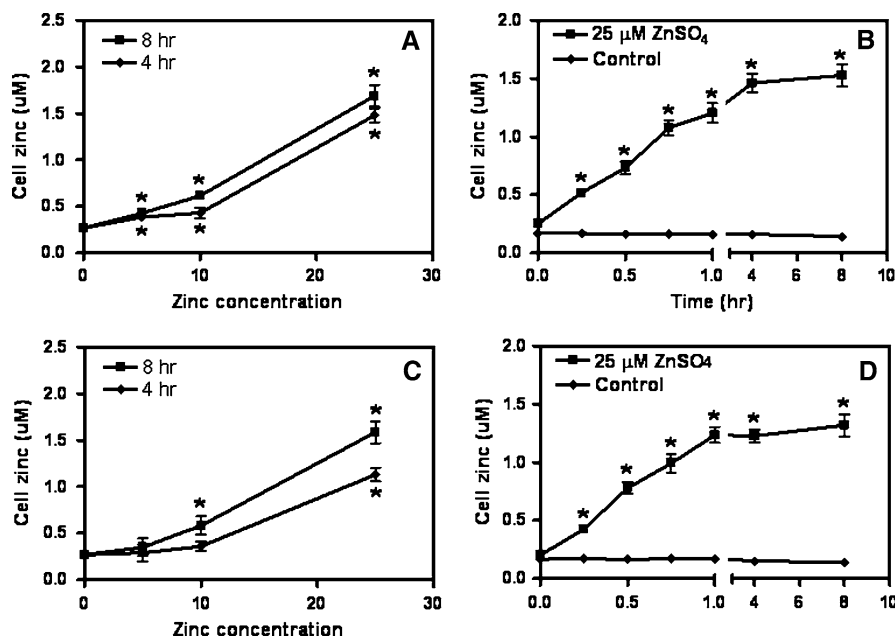 A
8 hr
4 hr
Cell zinc (uM)
2.5
2.0
1.5
1.0
0.5
0.0
* * * * * *
0 10 20 30
Zinc concentration
B
25 μM ZnSO4
Control
Cell zinc (uM)
2.0
1.5
1.0
0.5
0.0
* * * * * *
0.0 0.5 1.0 4 6 8 10
Time (hr)
C
8 hr
4 hr
Cell zinc (uM)
2.5
2.0
1.5
1.0
0.5
0.0
* * *
0 10 20 30
Zinc concentration
D
25 μM ZnSO4
Control
Cell zinc (uM)
2.0
1.5
1.0
0.5
0.0
* * * * * *
0.0 0.5 1.0 4 6 8 10
Time (hr)